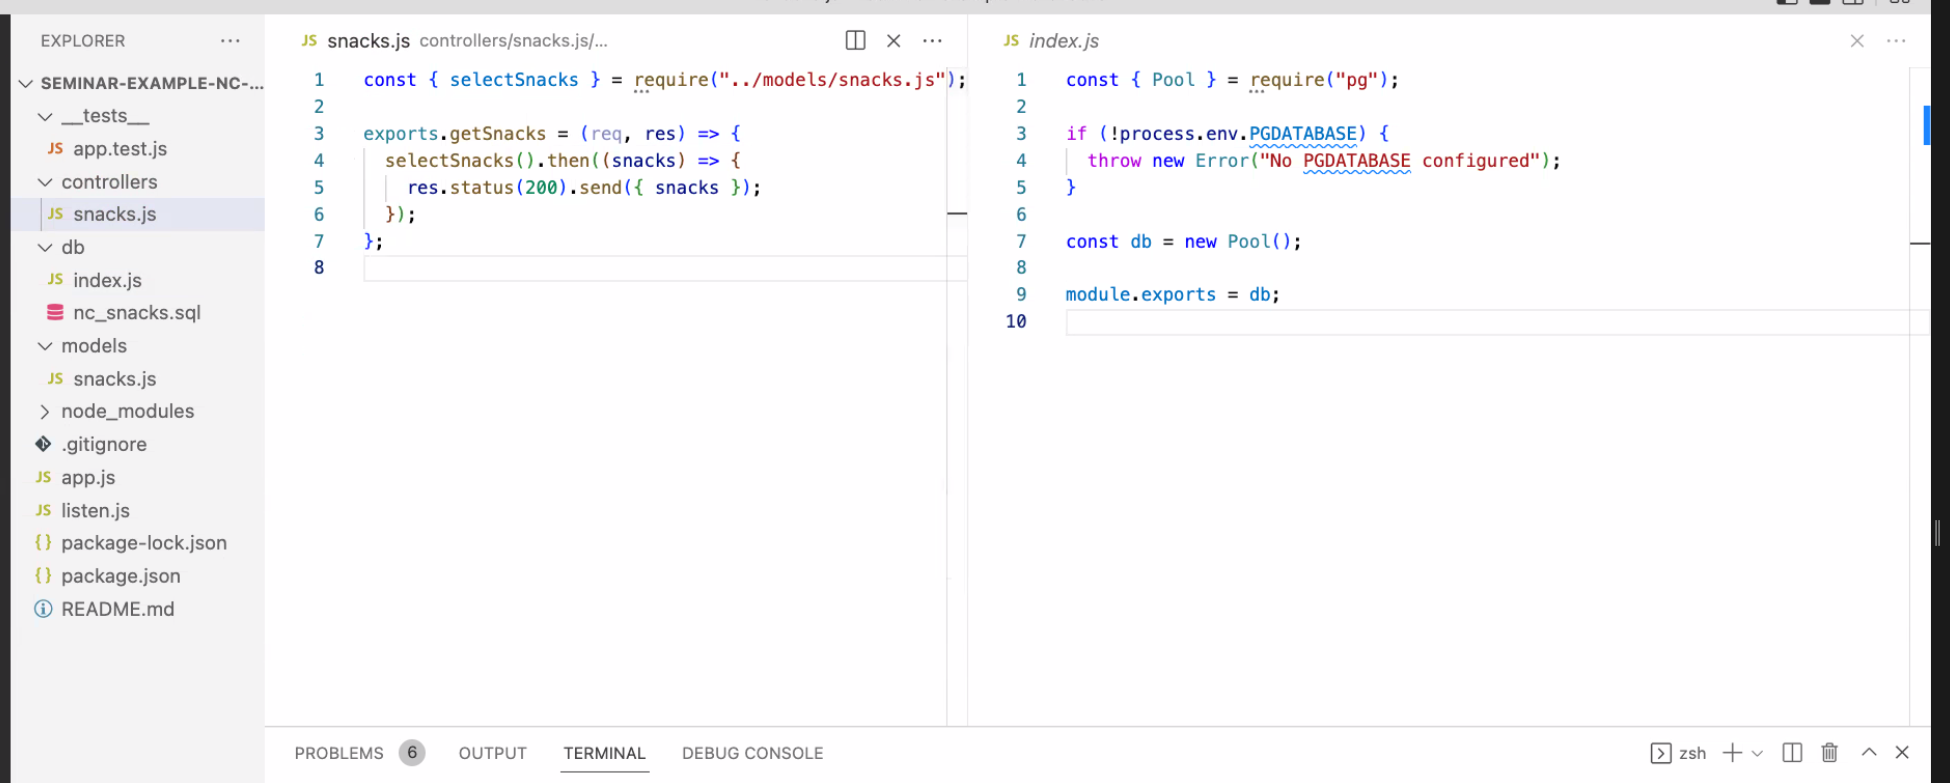 EXPLORER ...
SEMINAR-EXAMPLE-NC-...
__tests__
JS app.test.js
controllers
JS snacks.js
db
JS index.js
nc_snacks.sql
models
JS snacks.js
node_modules
.gitignore
JS app.js
JS listen.js
{} package-lock.json
{} package.json
README.md
JS snacks.js controllers/snacks.js/...
1 const { selectSnacks } = require("../models/snacks.js");
2
3 exports.getSnacks = (req, res) => {
4 selectSnacks().then((snacks) => {
5 res.status(200).send({ snacks });
6 });
7 };
8
JS index.js
1 const { Pool } = require("pg");
2
3 if (!process.env.PGDATABASE) {
4 throw new Error("No PGDATABASE configured");
5 }
6
7 const db = new Pool();
8
9 module.exports = db;
10
PROBLEMS 6 OUTPUT TERMINAL DEBUG CONSOLE
zsh